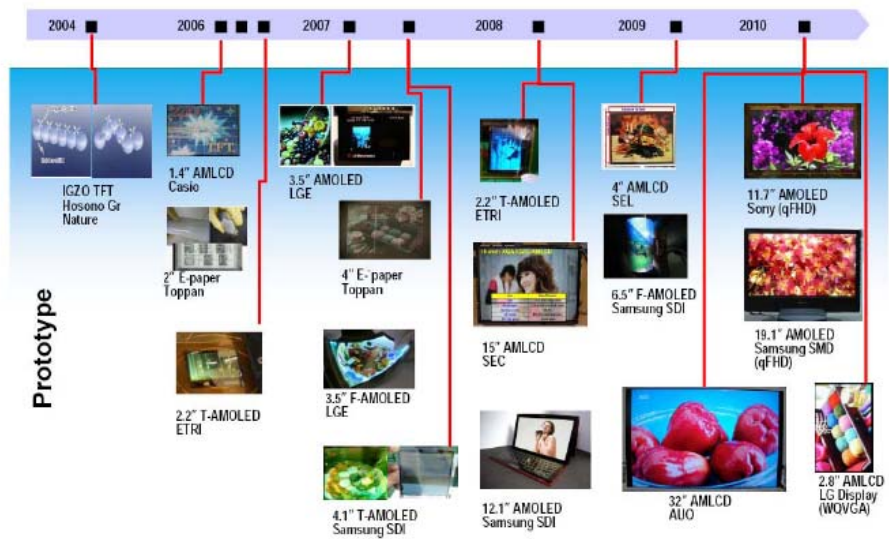 2004
2006
2007
2008
2009
2010
Prototype
IGZO TFT
Hosono Gr
Nature
1.4" AMLCD
Casio
2" E-paper
Toppan
2.2" T-AMOLED
ETRI
3.5" AMOLED
LGE
4" E-'paper
Toppan
3.5" F-AMOLED
LGE
4.1" T-AMOLED
Samsung SDI
2.2" T-AMOLED
ETRI
15" AMLCD
SEC
12.1" AMOLED
Samsung SDI
4" AMLCD
SEL
6.5" F-AMOLED
Samsung SDI
32" AMLCD
AUO
11.7" AMOLED
Sony (qFHD)
19.1" AMOLED
Samsung SMD
(qFHD)
2.8" AMLCD
LG Display
(WQVGA)